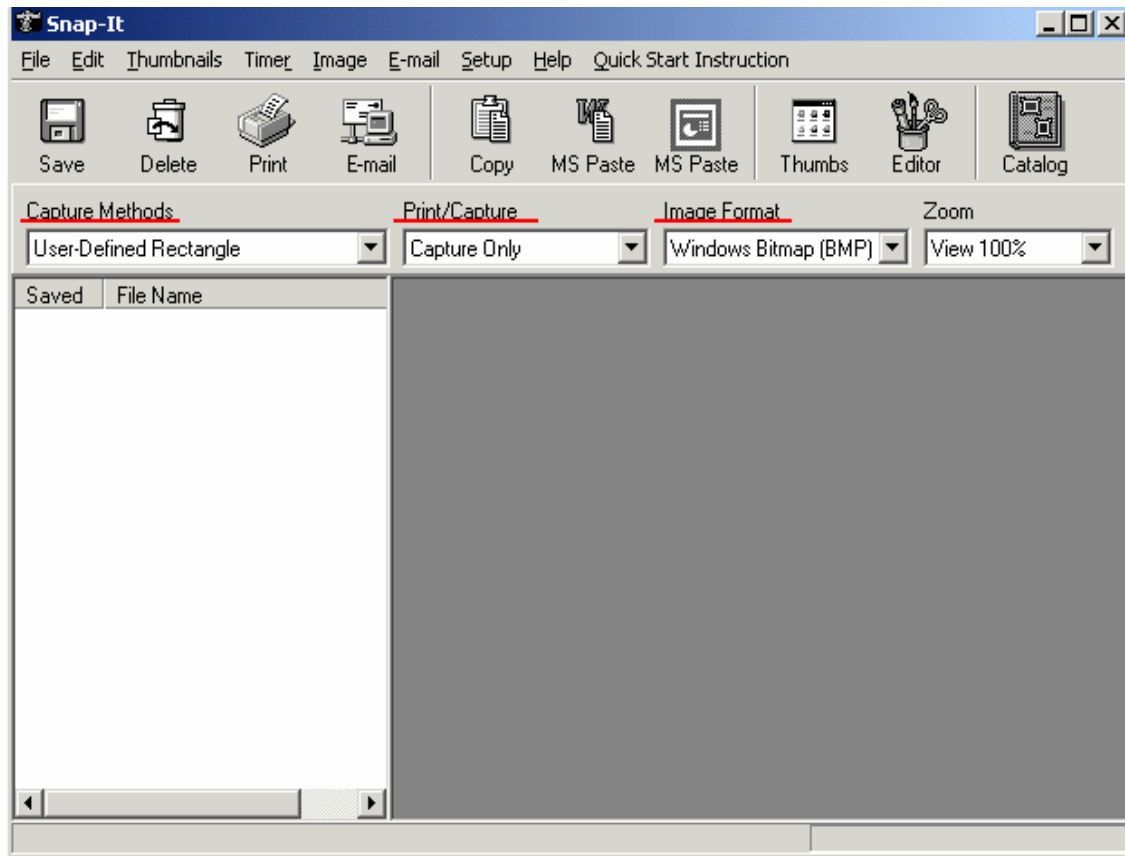 Snap-It
File Edit Thumbnails Timer Image E-mail Setup Help Quick Start Instruction
Save Delete Print E-mail Copy MS Paste MS Paste Thumbs Editor Catalog
Capture Methods Print/Capture Image Format Zoom
User-Defined Rectangle Capture Only Windows Bitmap (BMP) View 100%
Saved File Name